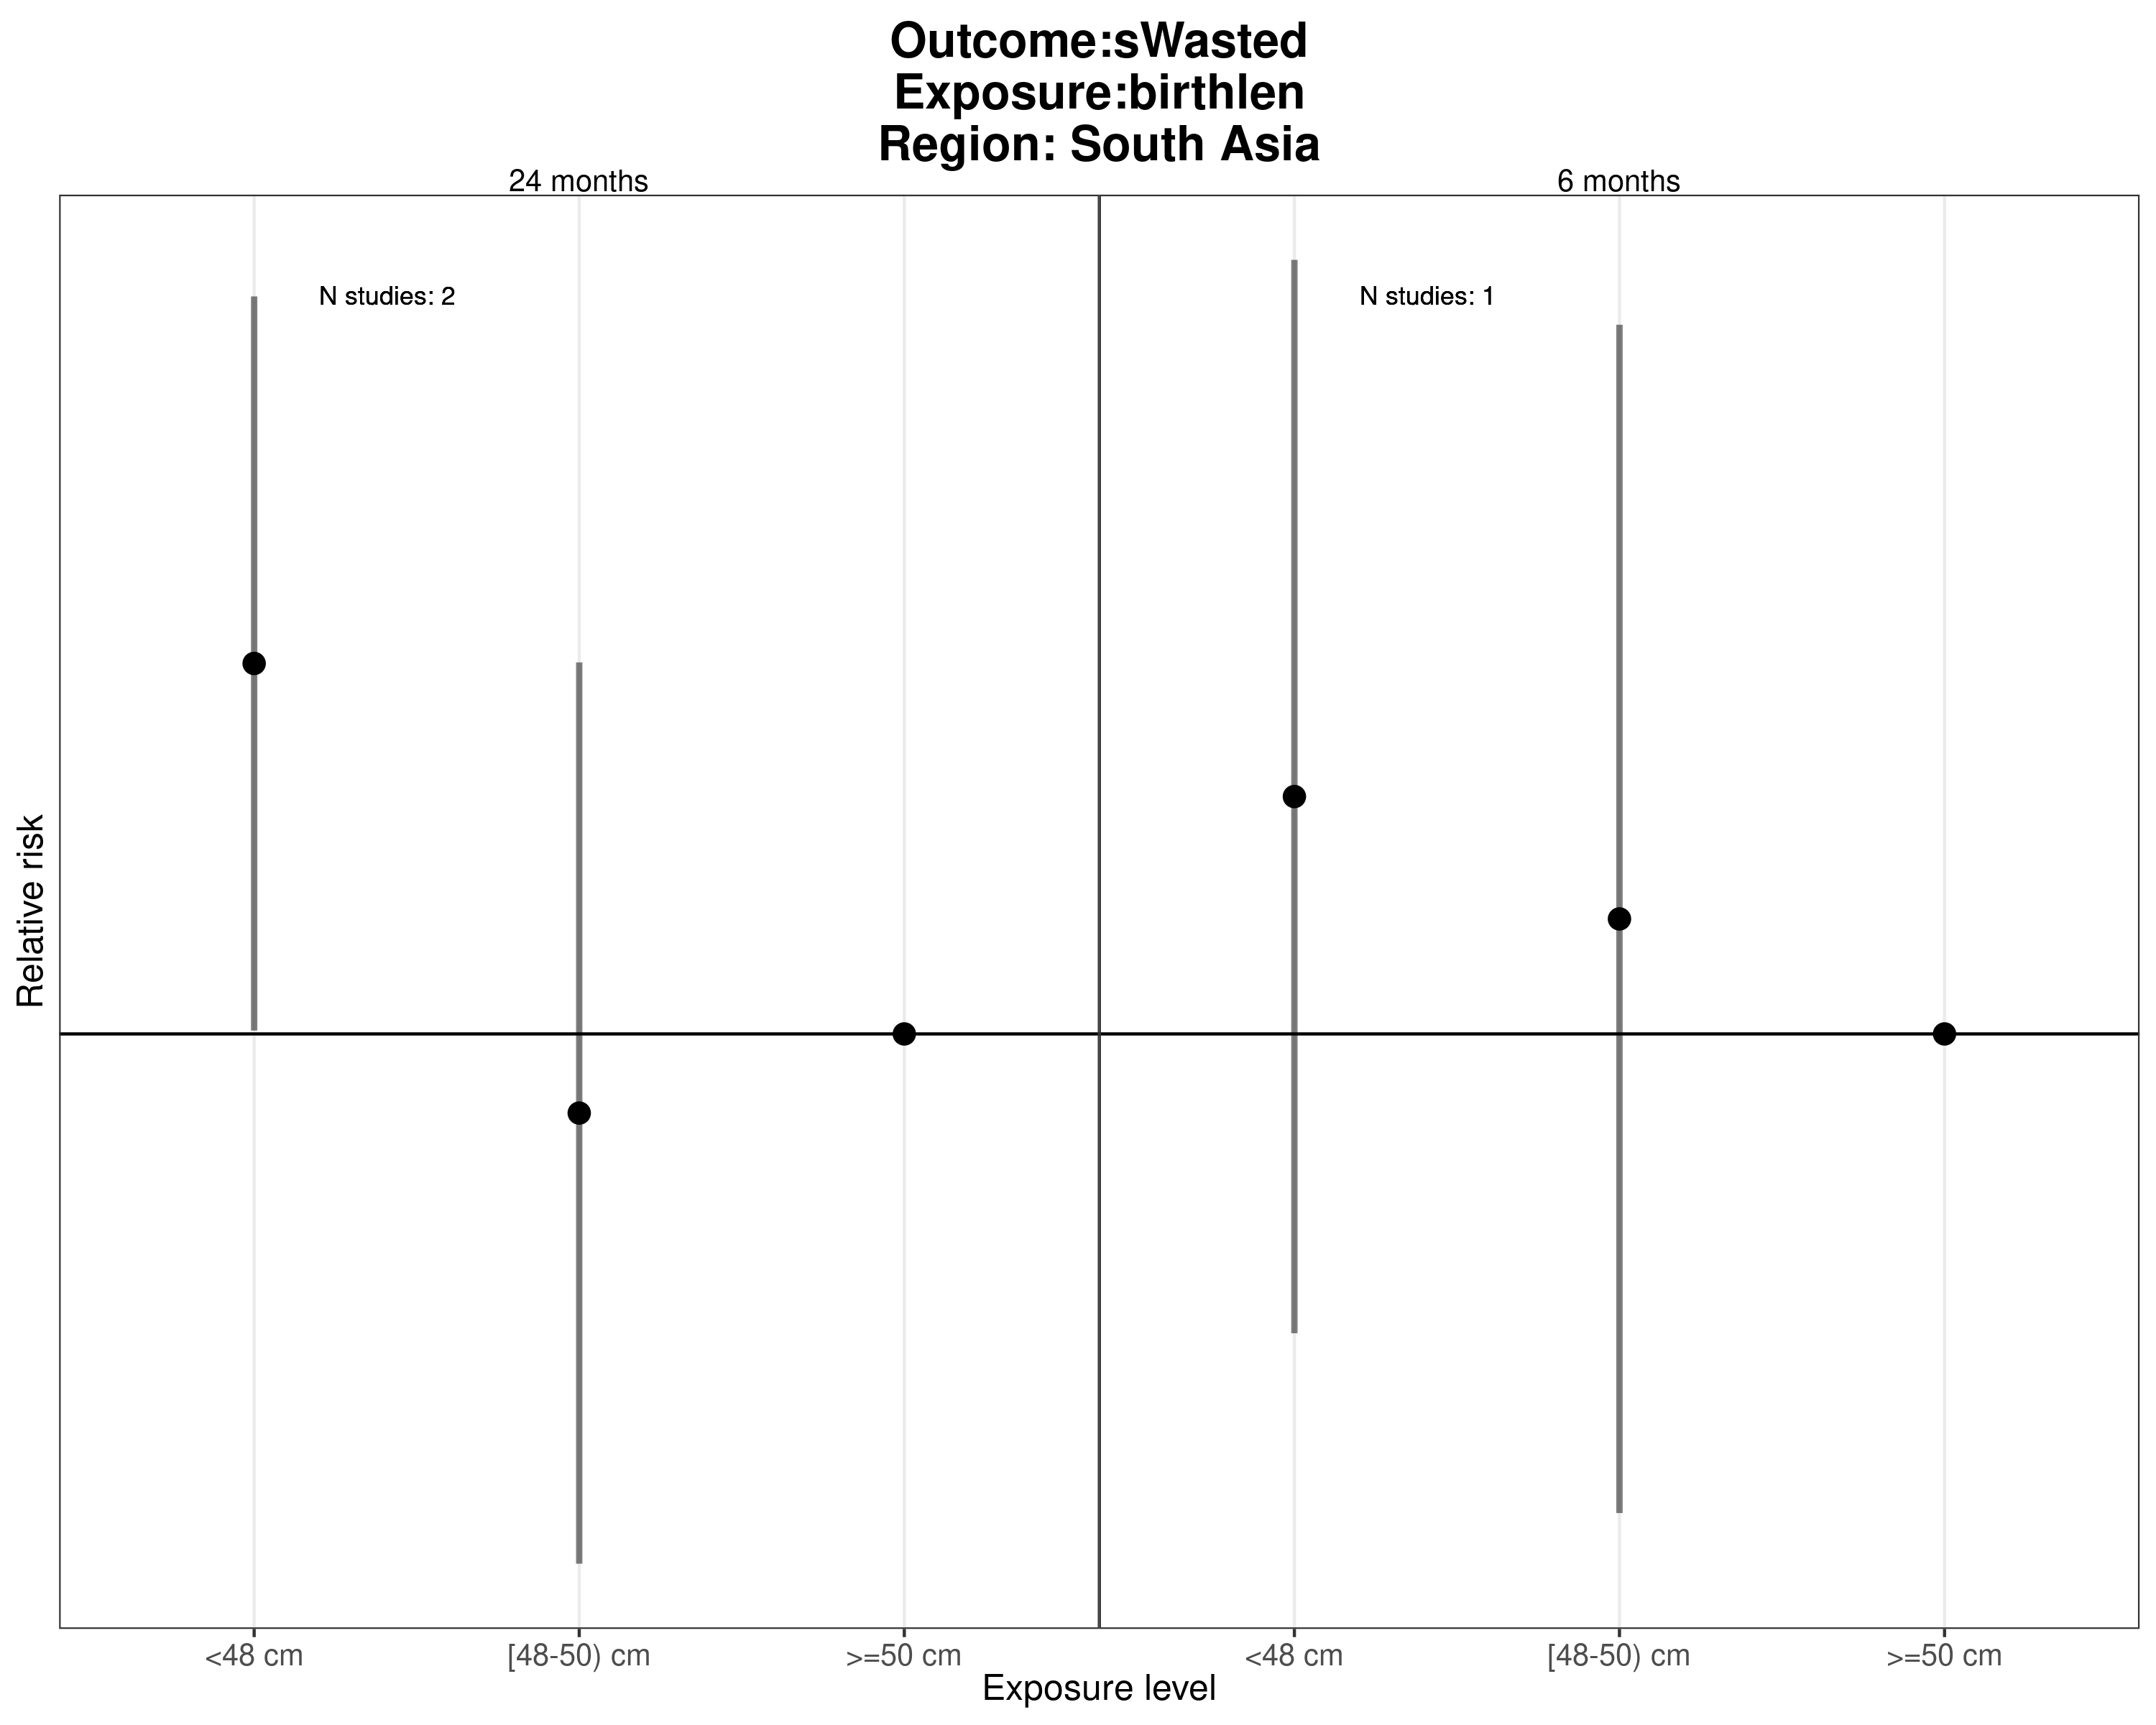 Outcome:sWasted
Exposure:birthlen
Region: South Asia
24 months
6 months
N studies: 2
N studies: 1
Relative risk
<48 cm
[48-50) cm
>=50 cm
<48 cm
[48-50) cm
>=50 cm
Exposure level